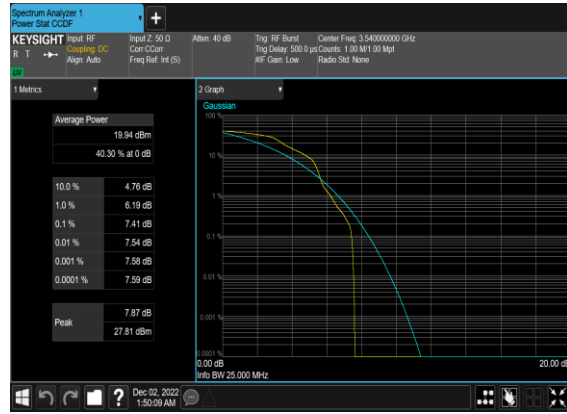 Spectrum Analyzer 1
Power Stat CCDF
KEYSIGHT
R T
Input: RF
Coupling: DC
Align: Auto
Input Z: 50 Ω
Corr CCorr
Freq Ref: Int (S)
Atten: 40 dB
Trig: RF Burst
Trig Delay: 500.0 µs
#IF Gain: Low
Center Freq: 3.540000000 GHz
Counts: 1.00 M/1.00 Mpt
Radio Std: None
1 Metrics
Average Power
19.94 dBm
40.30 % at 0 dB
10.0 % 4.76 dB
1.0 % 6.19 dB
0.1 % 7.41 dB
0.01 % 7.54 dB
0.001 % 7.58 dB
0.0001 % 7.59 dB
Peak
7.87 dB
27.81 dBm
2 Graph
Gaussian
100 %
10 %
1 %
0.1 %
0.01 %
0.001 %
0.0001 %
0.00 dB
20.00 dB
Info BW 25.000 MHz
?
Dec 02, 2022
1:50:09 AM